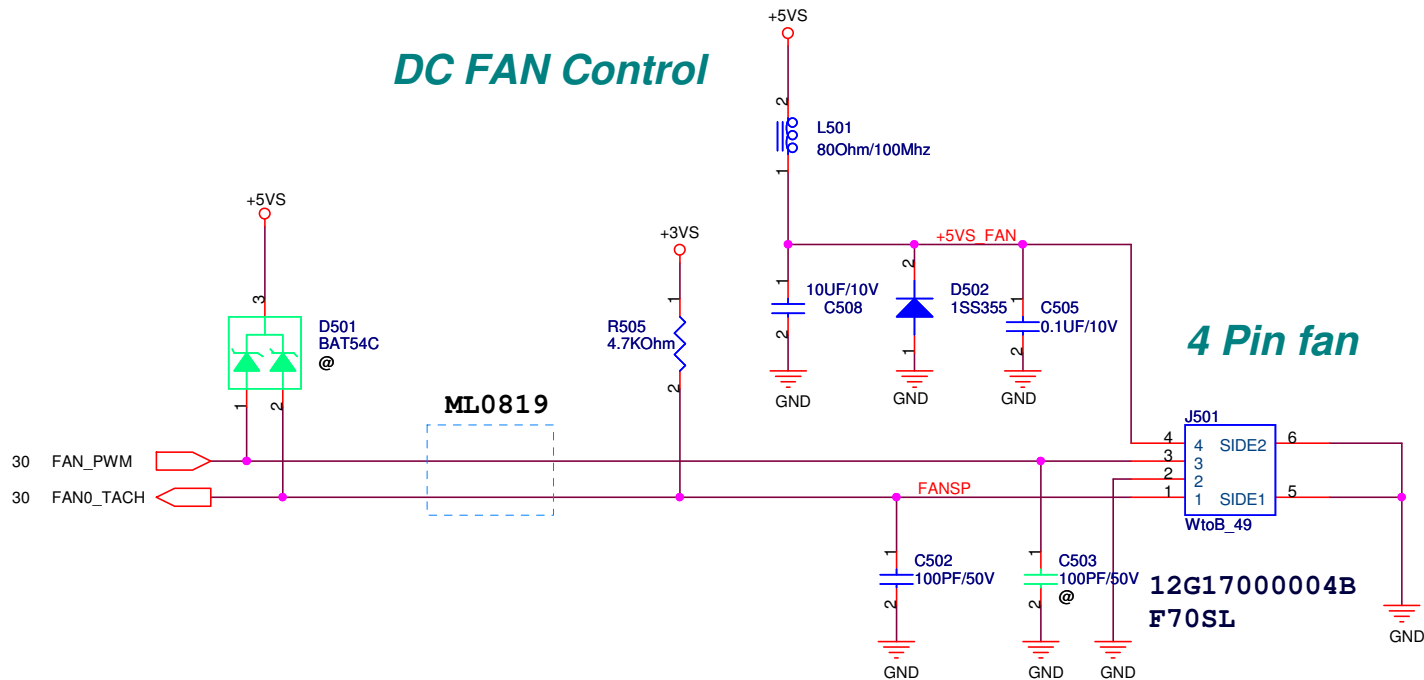 +5VS
DC FAN Control
2
L501
80Ohm/100Mhz
1
+5VS
+3VS
+5VS_FAN
3
D501
BAT54C
@
1
2
1
R505
4.7KOhm
2
1
10UF/10V
C508
2
GND
2
D502
1SS355
1
GND
1
C505
0.1UF/10V
2
GND
4 Pin fan
ML0819
J501
4
3
2
1
4
3
2
1
SIDE2
SIDE1
6
5
WtoB_49
30 FAN_PWM
30 FAN0_TACH
FANSP
1
C502
100PF/50V
2
GND
1
C503
100PF/50V
@
2
GND
GND
12G17000004B
F70SL
GND